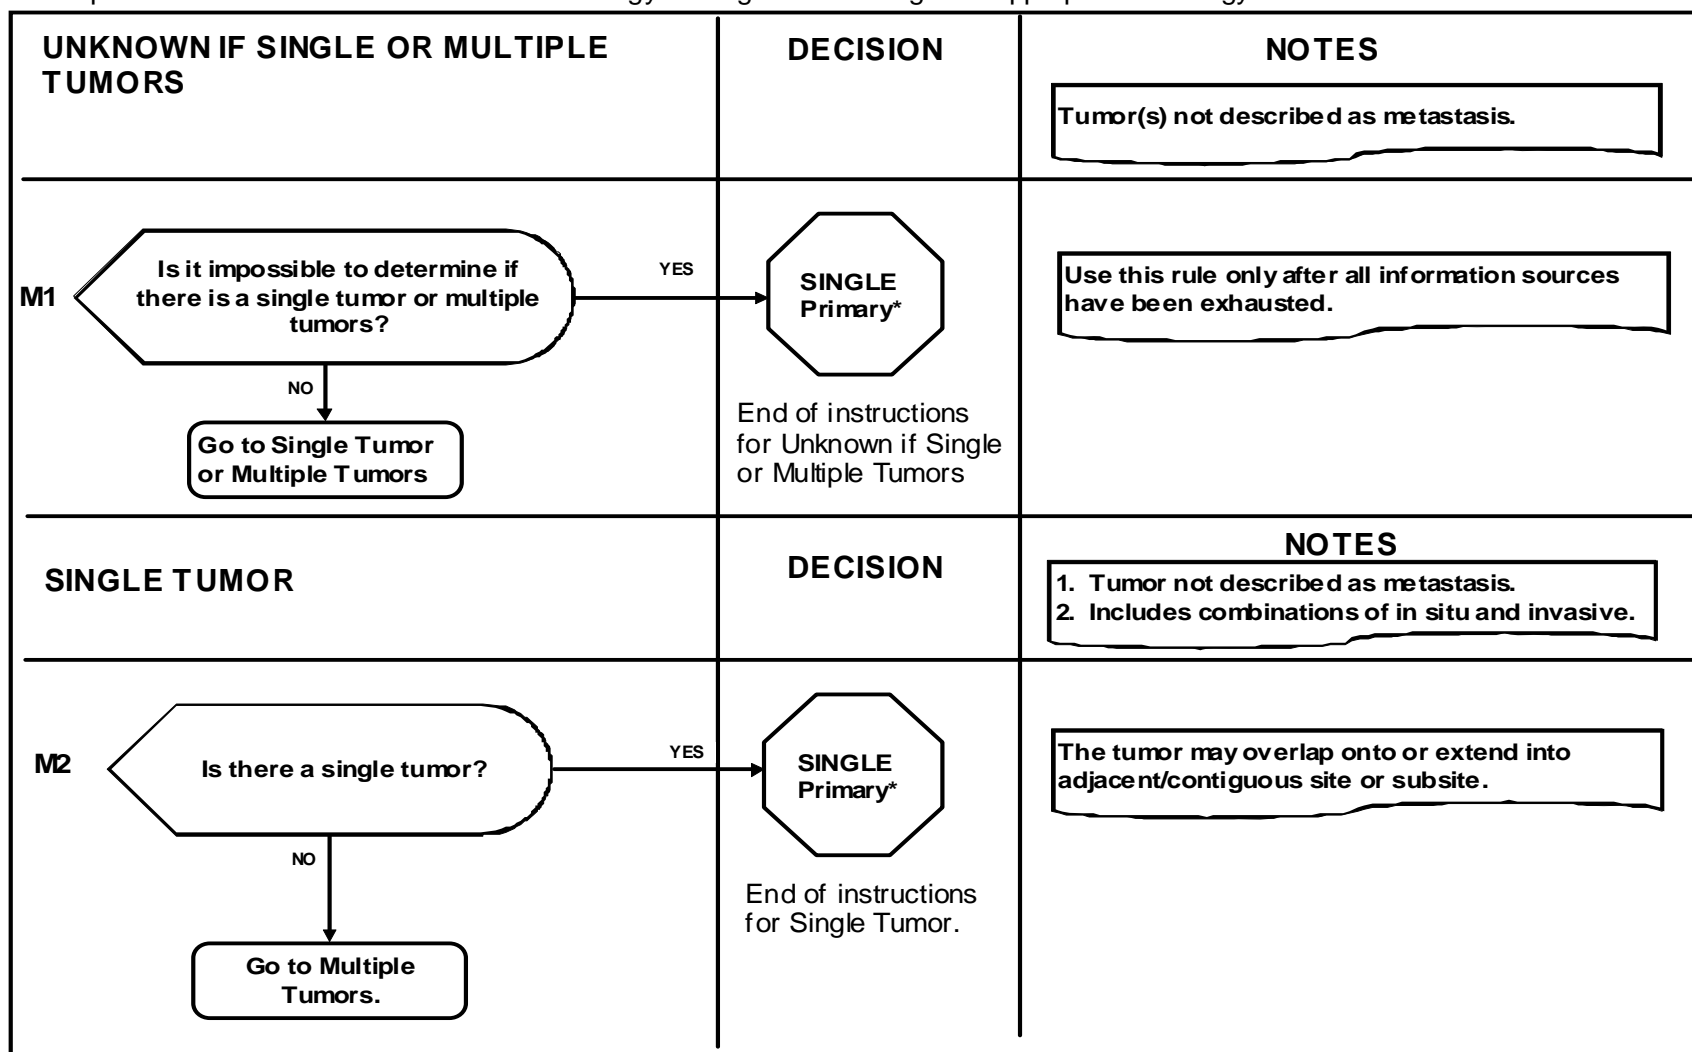 UNKNOWN IF SINGLE OR MULTIPLE
TUMORS
DECISION
NOTES
Tumor(s) not described as metastasis.
M1
Is it impossible to determine if
there is a single tumor or multiple
tumors?
YES
NO
Go to Single Tumor
or Multiple Tumors
SINGLE
Primary*
End of instructions
for Unknown if Single
or Multiple Tumors
Use this rule only after all information sources
have been exhausted.
SINGLE TUMOR
DECISION
NOTES
1. Tumor not described as metastasis.
2. Includes combinations of in situ and invasive.
M2
Is there a single tumor?
YES
NO
Go to Multiple
Tumors.
SINGLE
Primary*
End of instructions
for Single Tumor.
The tumor may overlap onto or extend into
adjacent/contiguous site or subsite.